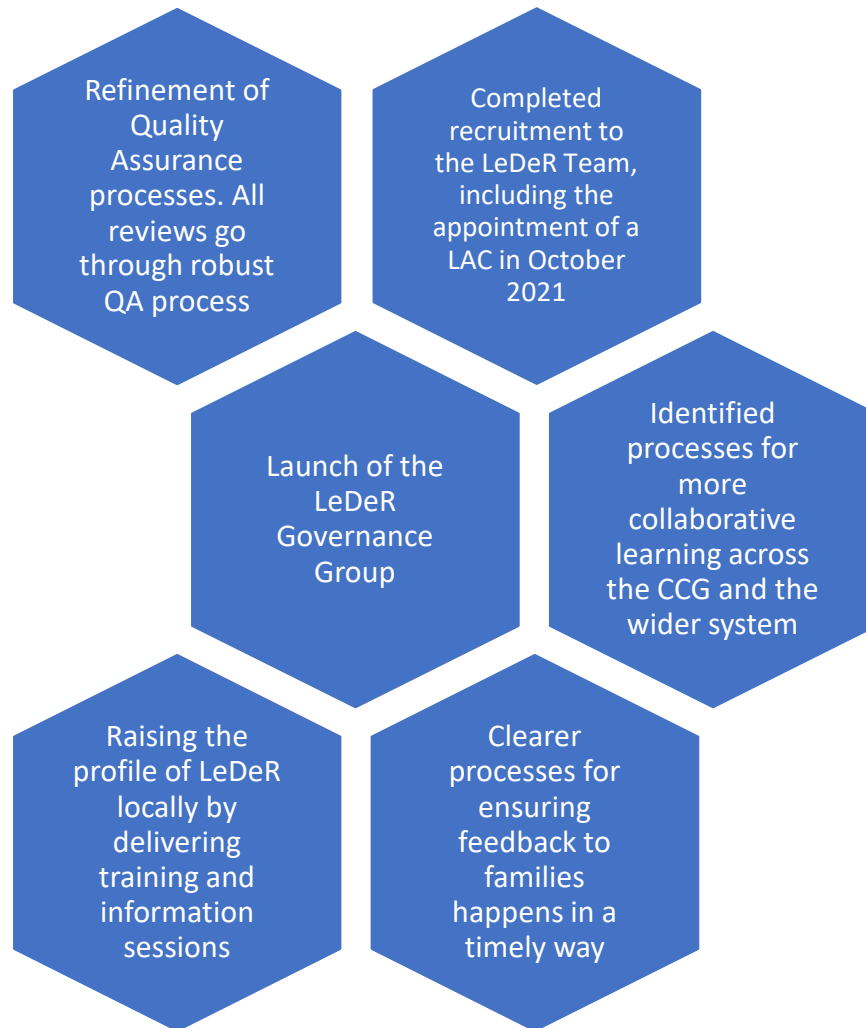 Refinement of
Quality
Assurance
processes. All
reviews go
through robust
QA process
Completed
recruitment to
the LeDeR Team,
including the
appointment of a
LAC in October
2021
Launch of the
LeDeR
Governance
Group
Identified
processes for
more
collaborative
learning across
the CCG and the
wider system
Raising the
profile of LeDeR
locally by
delivering
training and
information
sessions
Clearer
processes for
ensuring
feedback to
families
happens in a
timely way